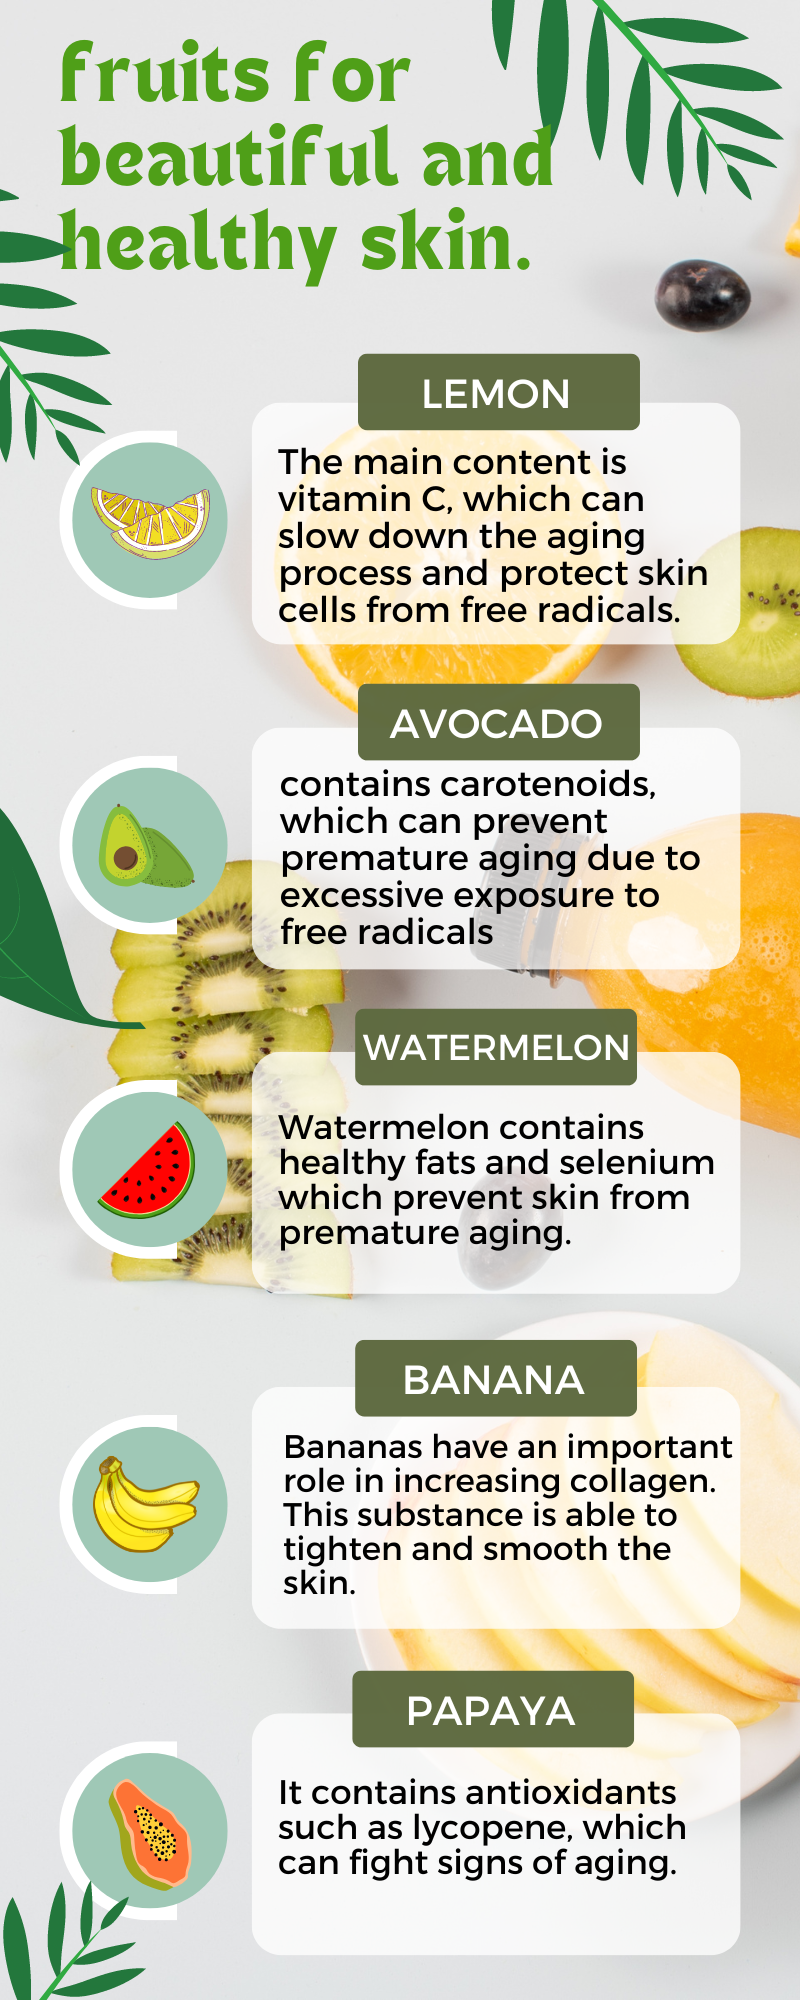 fruits for
beautiful and
healthy skin.
LEMON
The main content is
vitamin C, which can
slow down the aging
process and protect skin
cells from free radicals.
AVOCADO
contains carotenoids,
which can prevent
premature aging due to
excessive exposure to
free radicals
WATERMELON
Watermelon contains
healthy fats and selenium
which prevent skin from
premature aging.
BANANA
Bananas have an important
role in increasing collagen.
This substance is able to
tighten and smooth the
skin.
PAPAYA
It contains antioxidants
such as lycopene, which
can fight signs of aging.